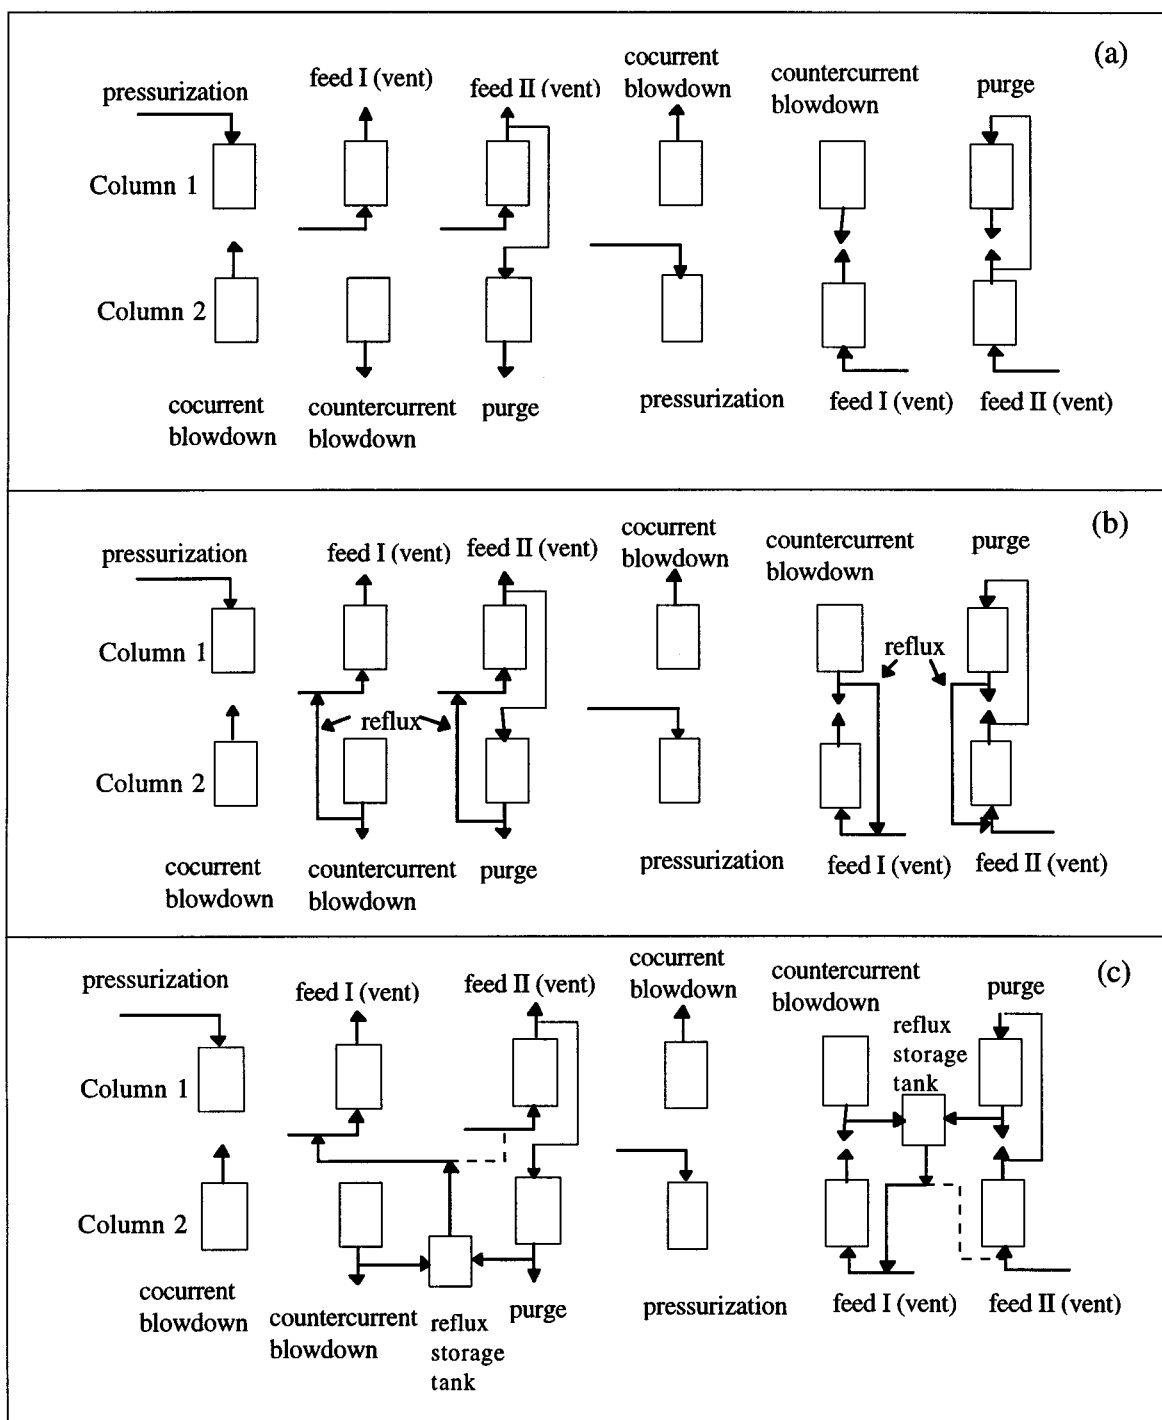 (a)
pressurization
feed I (vent)
feed II (vent)
cocurrent
blowdown
countercurrent
blowdown
purge
Column 1
Column 2
cocurrent
blowdown
countercurrent
blowdown
purge
pressurization
feed I (vent)
feed II (vent)
(b)
pressurization
feed I (vent)
feed II (vent)
cocurrent
blowdown
countercurrent
blowdown
purge
Column 1
reflux
reflux
Column 2
cocurrent
blowdown
countercurrent
blowdown
purge
pressurization
feed I (vent)
feed II (vent)
(c)
pressurization
feed I (vent)
feed II (vent)
cocurrent
blowdown
countercurrent
blowdown
purge
reflux
storage
tank
Column 1
Column 2
cocurrent
blowdown
countercurrent
blowdown
reflux
storage
tank
purge
pressurization
feed I (vent)
feed II (vent)